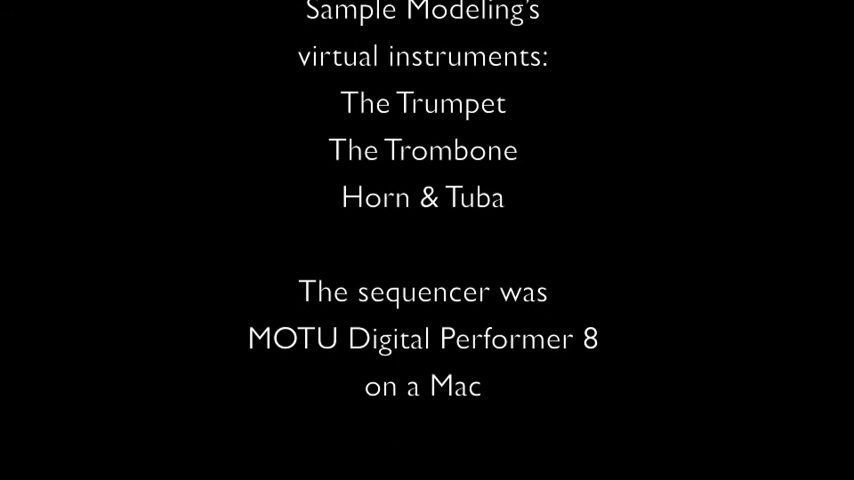 Sample Modeling's
virtual instruments:
The Trumpet
The Trombone
Horn & Tuba
The sequencer was
MOTU Digital Performer 8
on a Mac